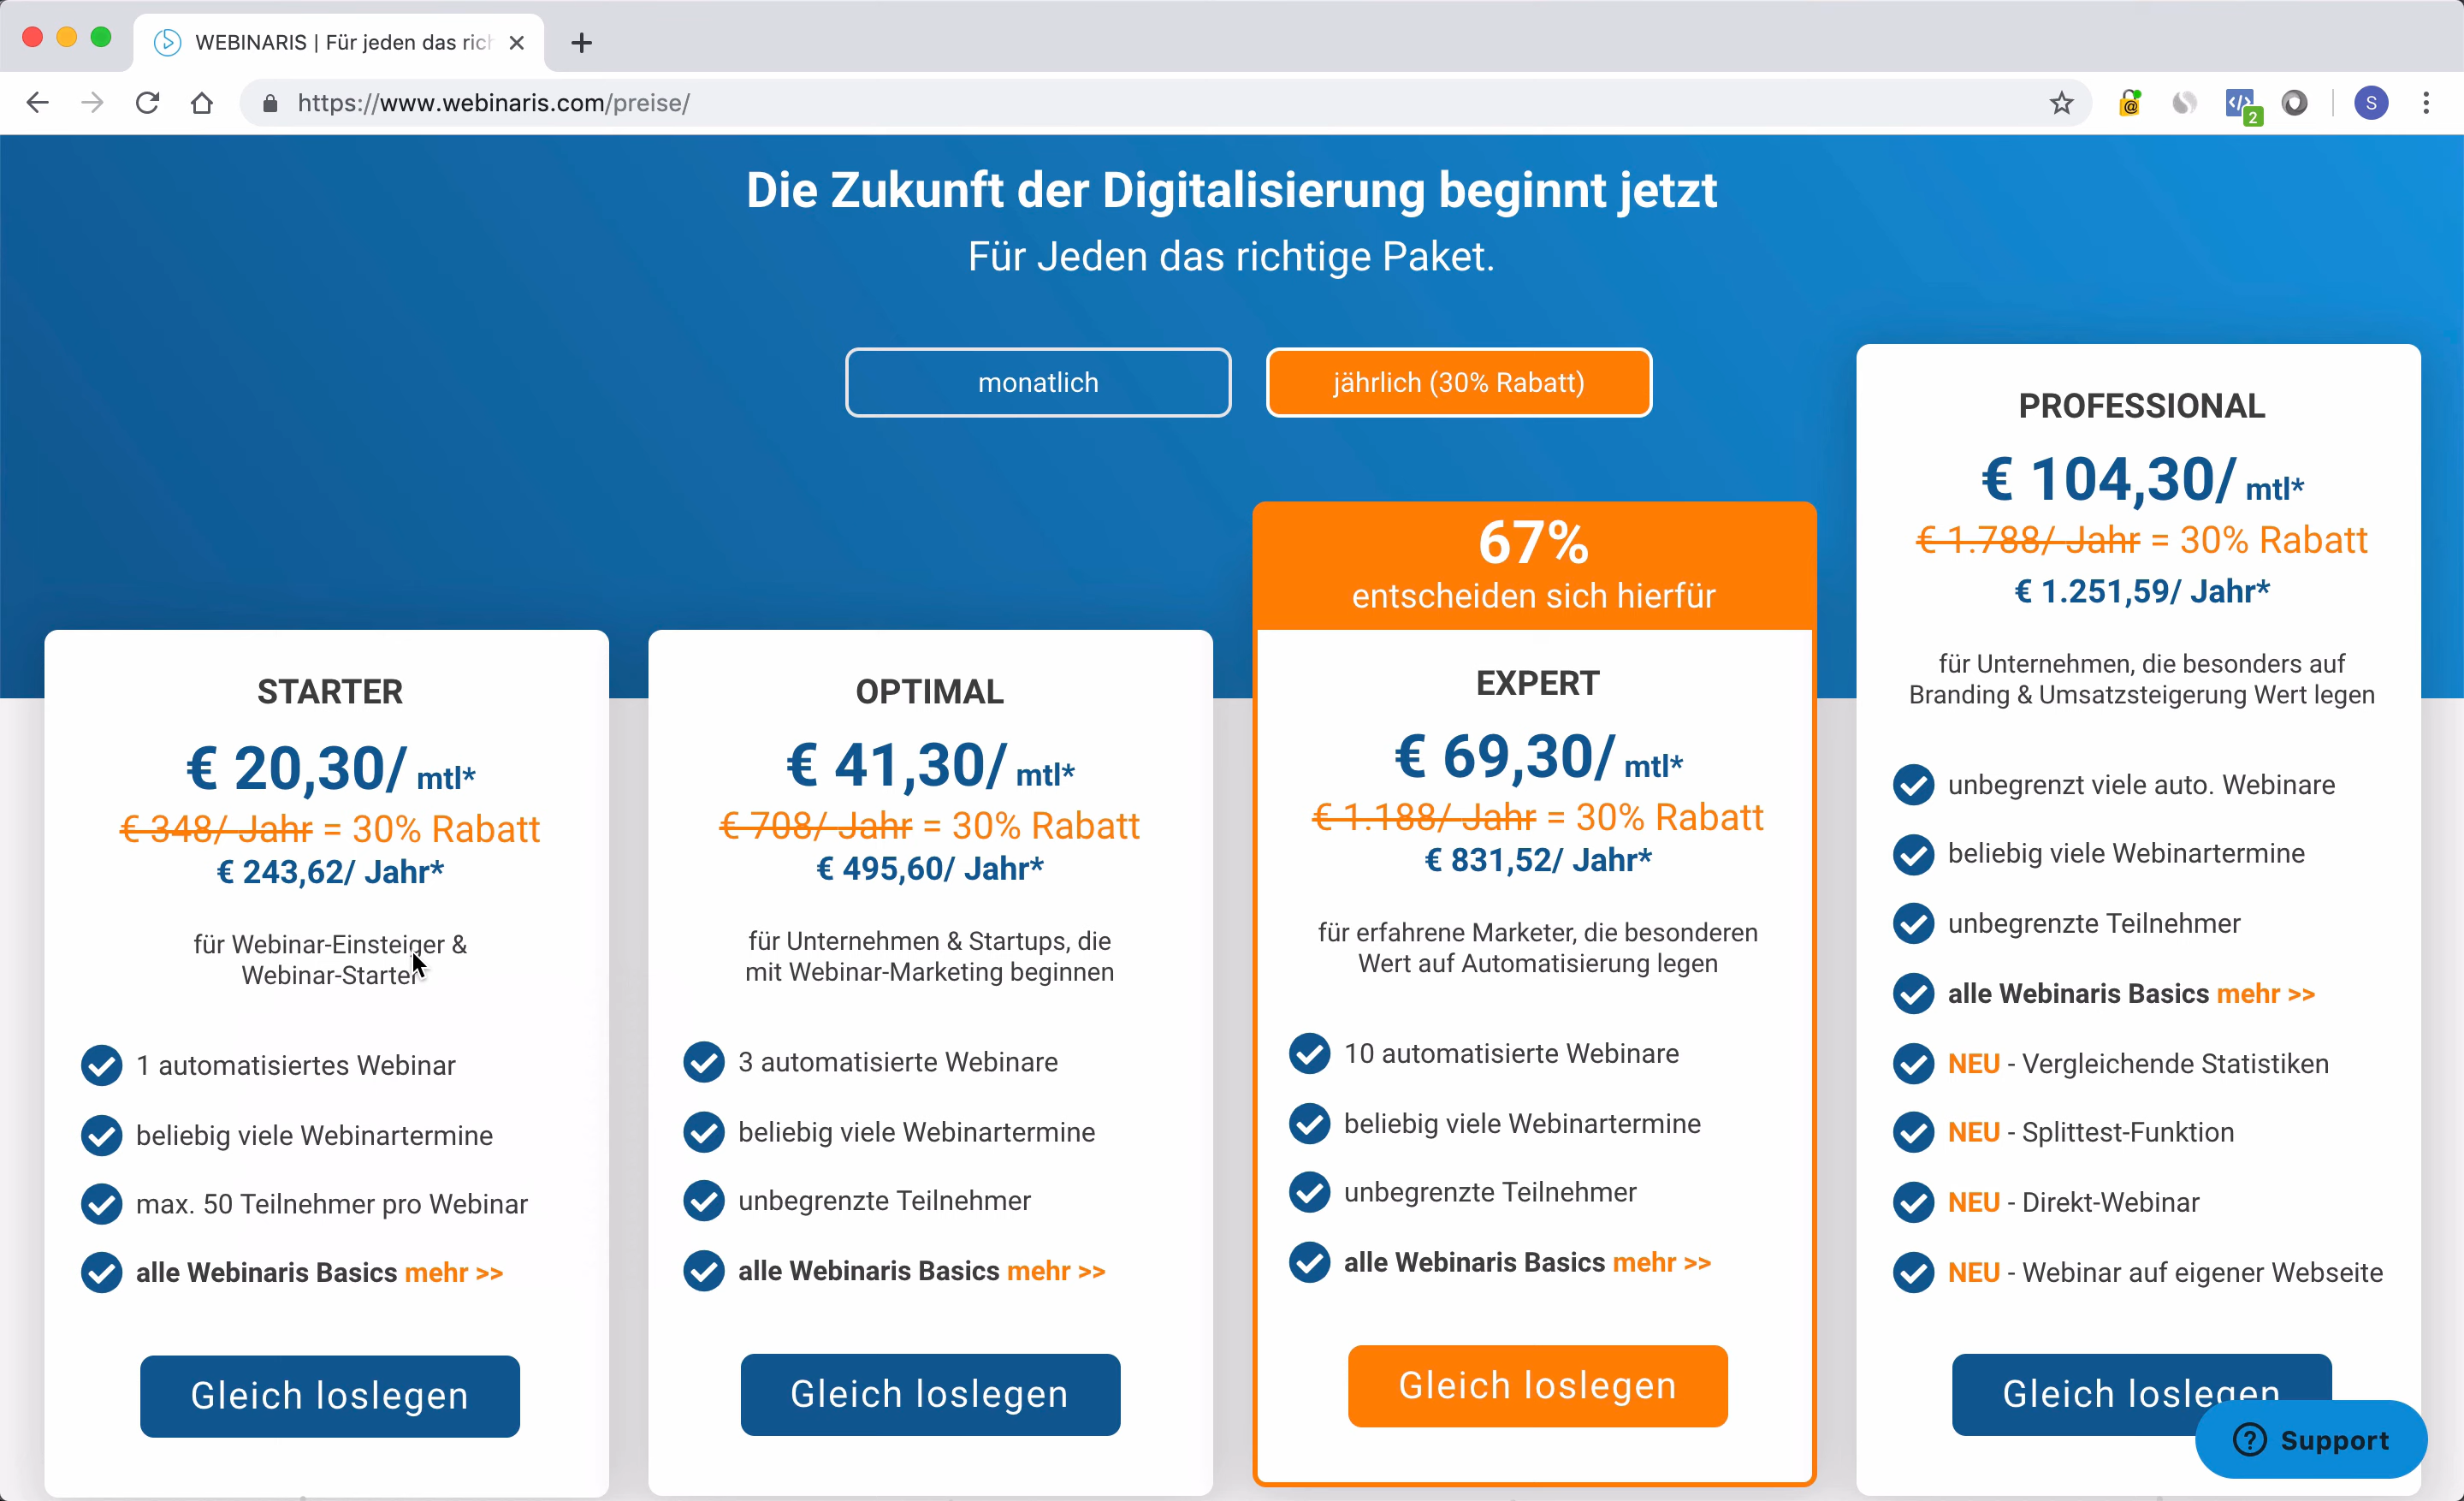 WEBINARIS | Für jeden das rich
https://www.webinaris.com/preise/
S
2
Die Zukunft der Digitalisierung beginnt jetzt
Für Jeden das richtige Paket.
monatlich
jährlich (30% Rabatt)
STARTER
€ 20,30/ mtl*
€ 348/ Jahr = 30% Rabatt
€ 243,62/ Jahr*
für Webinar-Einsteiger &
Webinar-Starter
1 automatisiertes Webinar
beliebig viele Webinartermine
max. 50 Teilnehmer pro Webinar
alle Webinaris Basics mehr >>
Gleich loslegen
OPTIMAL
€ 41,30/ mtl*
€ 708/ Jahr = 30% Rabatt
€ 495,60/ Jahr*
für Unternehmen & Startups, die
mit Webinar-Marketing beginnen
3 automatisierte Webinare
beliebig viele Webinartermine
unbegrenzte Teilnehmer
alle Webinaris Basics mehr >>
Gleich loslegen
67%
entscheiden sich hierfür
EXPERT
€ 69,30/ mtl*
€ 1.188/ Jahr = 30% Rabatt
€ 831,52/ Jahr*
für erfahrene Marketer, die besonderen
Wert auf Automatisierung legen
10 automatisierte Webinare
beliebig viele Webinartermine
unbegrenzte Teilnehmer
alle Webinaris Basics mehr >>
Gleich loslegen
PROFESSIONAL
€ 104,30/ mtl*
€ 1.788/ Jahr = 30% Rabatt
€ 1.251,59/ Jahr*
für Unternehmen, die besonders auf
Branding & Umsatzsteigerung Wert legen
unbegrenzt viele auto. Webinare
beliebig viele Webinartermine
unbegrenzte Teilnehmer
alle Webinaris Basics mehr >>
NEU - Vergleichende Statistiken
NEU - Splittest-Funktion
NEU - Direkt-Webinar
NEU - Webinar auf eigener Webseite
Gleich loslegen
Support